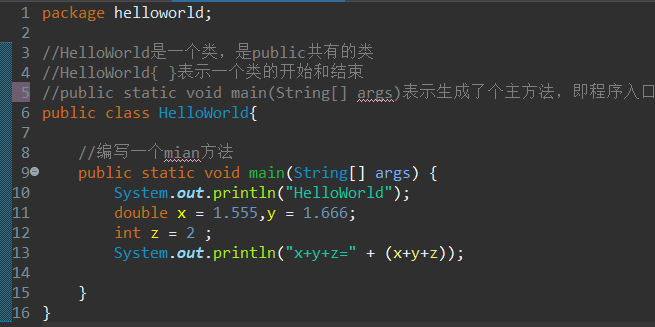 1 package helloworld;
2
3 //HelloWorld是一个类，是public共有的类
4 //HelloWorld{ }表示一个类的开始和结束
5 //public static void main(String[] args)表示生成了个主方法，即程序入口
6 public class HelloWorld{
7
8 //编写一个mian方法
9 public static void main(String[] args) {
10 System.out.println("HelloWorld");
11 double x = 1.555,y = 1.666;
12 int z = 2 ;
13 System.out.println("x+y+z=" + (x+y+z));
14
15 }
16 }